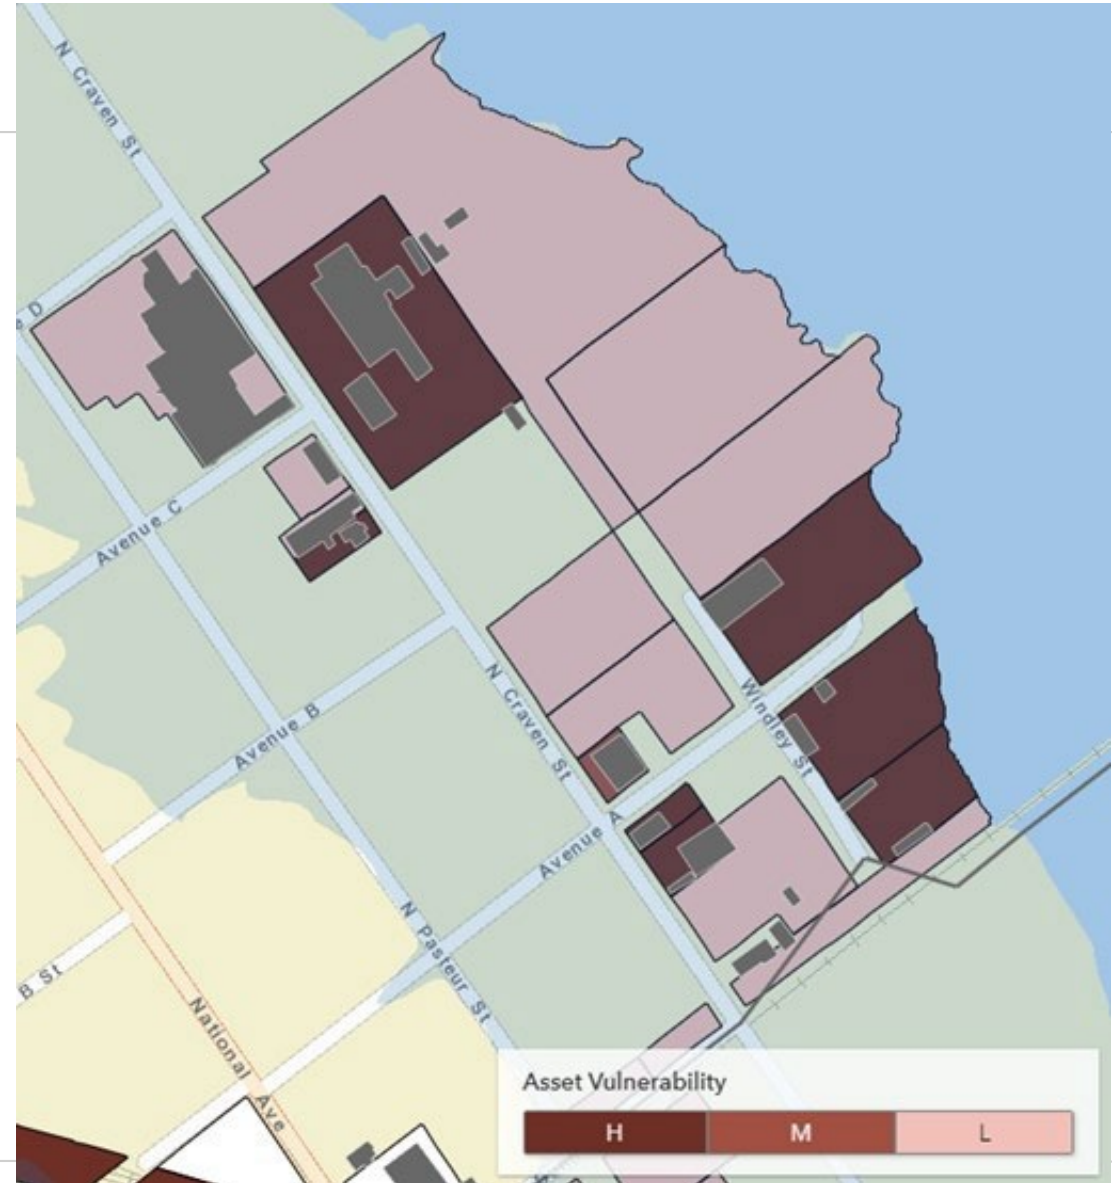 N Craven St
e D
Avenue C
Avenue B
N Craven St
Windley St
Avenue A
N Pasteur St
B St
National Ave
Asset Vulnerability
H M L